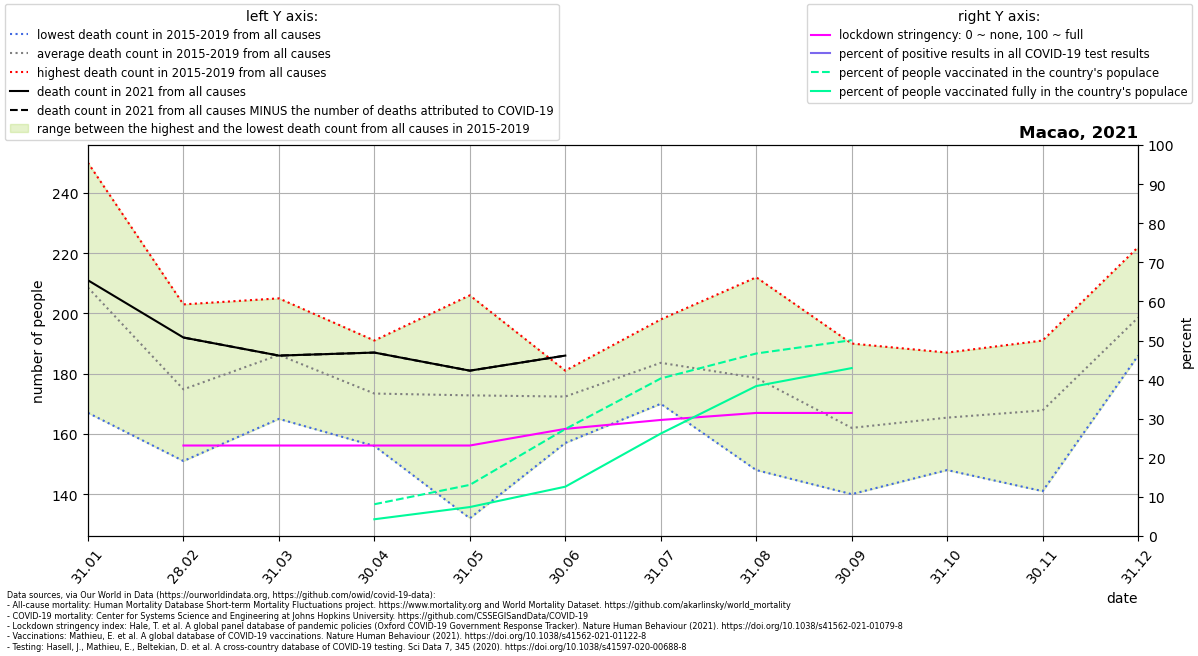 left Y axis:
lowest death count in 2015-2019 from all causes
average death count in 2015-2019 from all causes
highest death count in 2015-2019 from all causes
death count in 2021 from all causes
death count in 2021 from all causes MINUS the number of deaths attributed to COVID-19
range between the highest and the lowest death count from all causes in 2015-2019
right Y axis:
lockdown stringency: 0 ~ none, 100 ~ full
percent of positive results in all COVID-19 test results
percent of people vaccinated in the country's populace
percent of people vaccinated fully in the country's populace
Macao, 2021
number of people
240
220
200
180
160
140
100
90
80
70
60
50
40
30
20
10
0
percent
31.01
28.02
31.03
30.04
31.05
30.06
31.07
31.08
30.09
31.10
30.11
31.12
date
Data sources, via Our World in Data (https://ourworldindata.org, https://github.com/owid/covid-19-data):
- All-cause mortality: Human Mortality Database Short-term Mortality Fluctuations project. https://www.mortality.org and World Mortality Dataset. https://github.com/akarlinsky/world_mortality
- COVID-19 mortality: Center for Systems Science and Engineering at Johns Hopkins University. https://github.com/CSSEGISandData/COVID-19
- Lockdown stringency index: Hale, T. et al. A global panel database of pandemic policies (Oxford COVID-19 Government Response Tracker). Nature Human Behaviour (2021). https://doi.org/10.1038/s41562-021-01079-8
- Vaccinations: Mathieu, E. et al. A global database of COVID-19 vaccinations. Nature Human Behaviour (2021). https://doi.org/10.1038/s41562-021-01122-8
- Testing: Hasell, J., Mathieu, E., Beltekian, D. et al. A cross-country database of COVID-19 testing. Sci Data 7, 345 (2020). https://doi.org/10.1038/s41597-020-00688-8